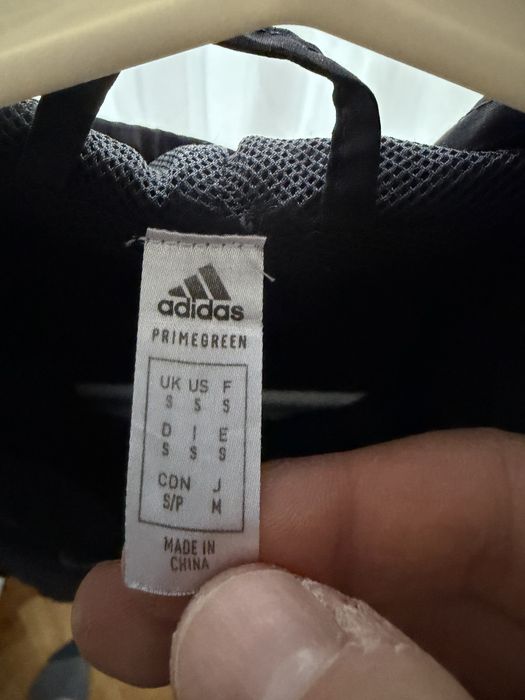 adidas
PRIMEGREEN
UK US F
S S S
D I E
S S S
CDN J
S/P M
MADE IN
CHINA